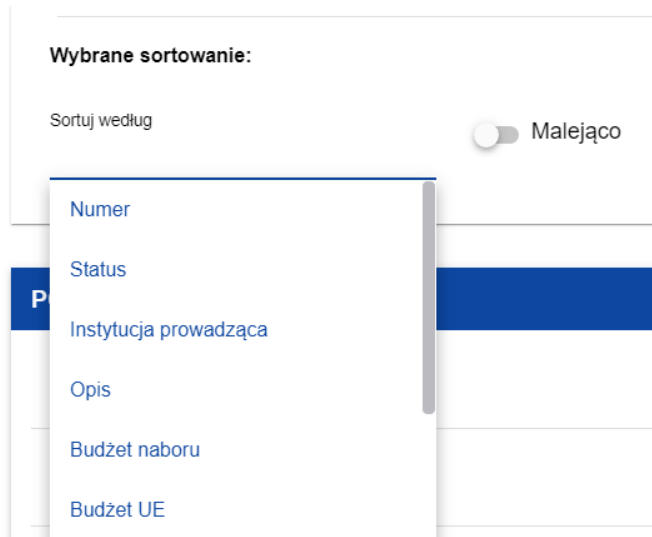 Wybrane sortowanie:
Sortuj według
Malejąco
Numer
Status
Instytucja prowadząca
Opis
Budżet naboru
Budżet UE